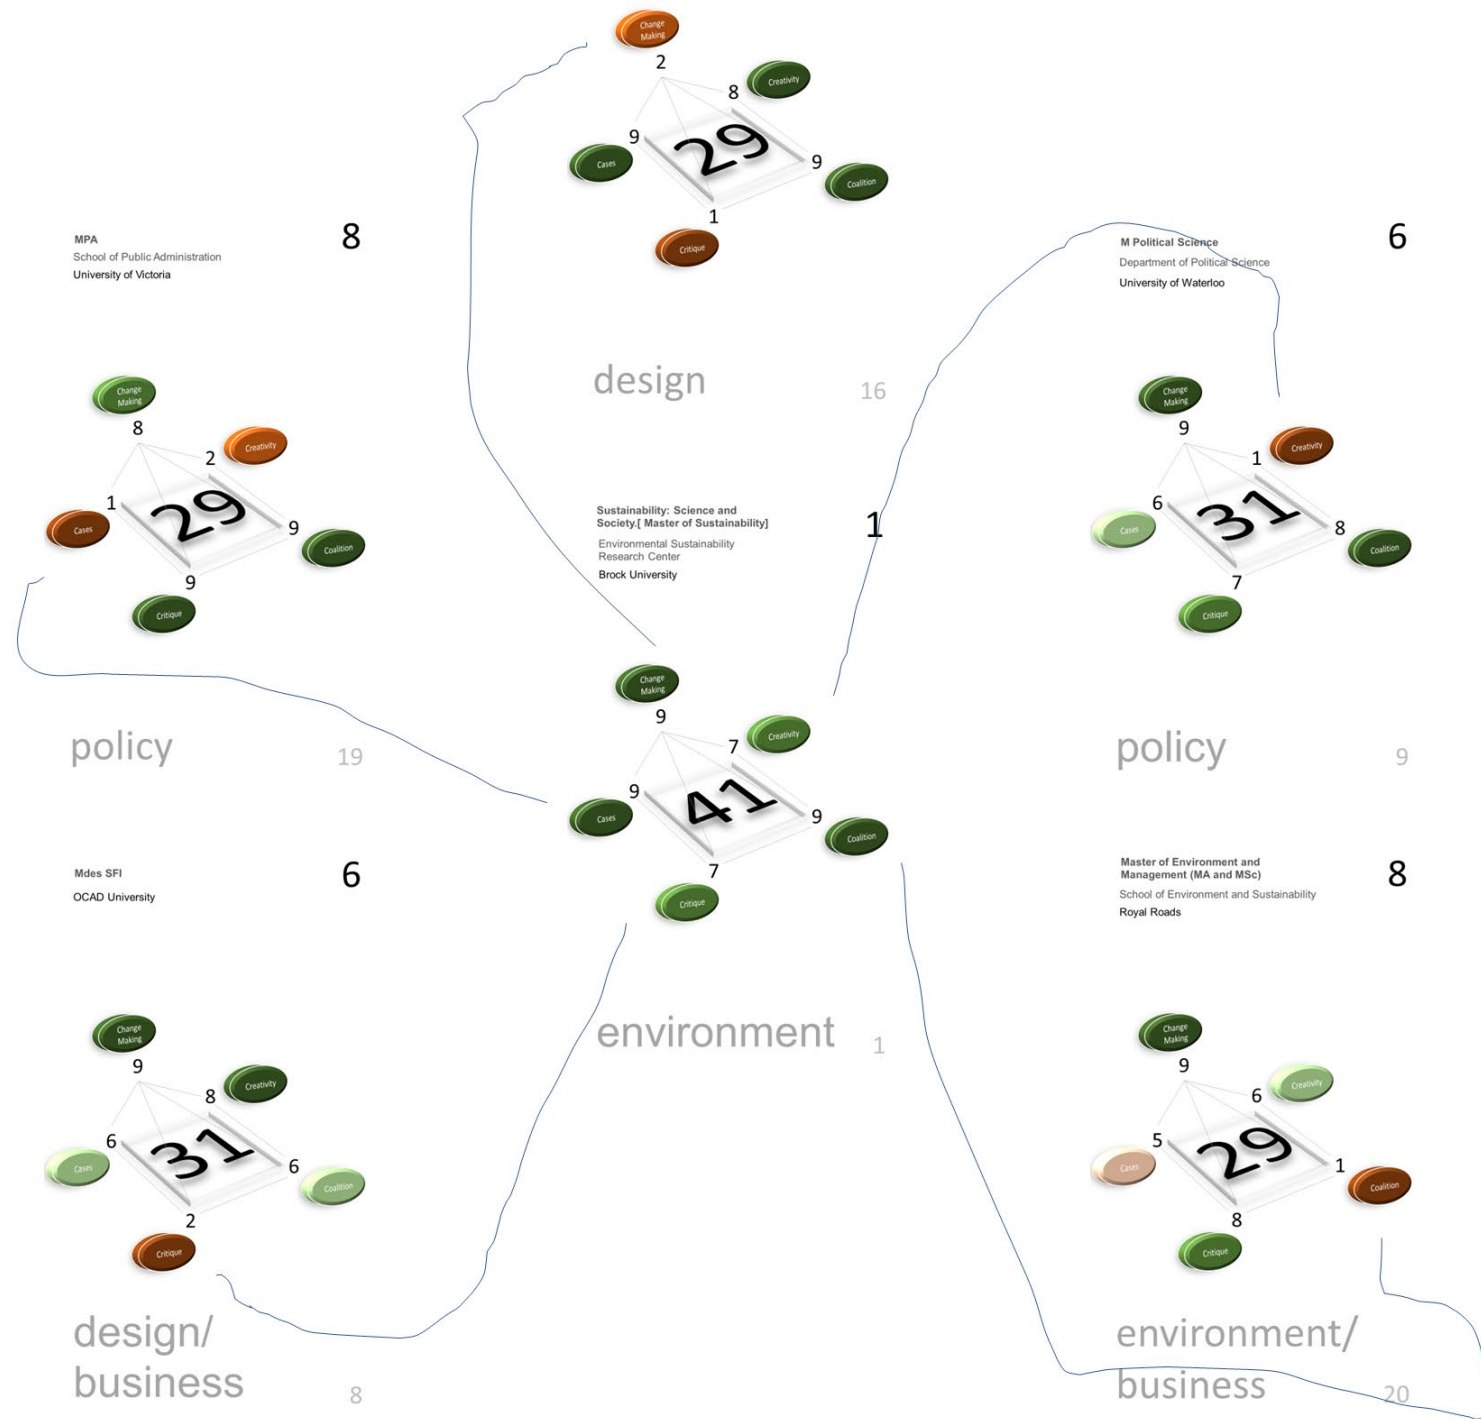 Change
Making
2
8
Creativity
9
29
Cases
9
Coalition
1
Critique
design
16
MPA
8
School of Public Administration
University of Victoria
Change
Making
8
2
Creativity
1
29
Cases
9
Coalition
9
Critique
policy
19
M Political Science
6
Department of Political Science
University of Waterloo
Change
Making
9
1
Creativity
6
31
Cases
8
Coalition
7
Critique
policy
9
Sustainability: Science and
Society.[ Master of Sustainability]
1
Environmental Sustainability
Research Center
Brock University
Change
Making
9
7
Creativity
9
41
Cases
9
Coalition
7
Critique
environment
1
Mdes SFI
6
OCAD University
Change
Making
9
8
Creativity
6
31
Cases
6
Coalition
2
Critique
design/
business
8
Master of Environment and
Management (MA and MSc)
8
School of Environment and Sustainability
Royal Roads
Change
Making
9
6
Creativity
5
29
Cases
1
Coalition
8
Critique
environment/
business
20